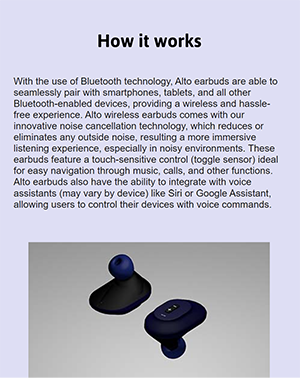 How it works
With the use of Bluetooth technology, Alto earbuds are able to
seamlessly pair with smartphones, tablets, and all other
Bluetooth-enabled devices, providing a wireless and hassle-
free experience. Alto wireless earbuds comes with our
innovative noise cancellation technology, which reduces or
eliminates any outside noise, resulting a more immersive
listening experience, especially in noisy environments. These
earbuds feature a touch-sensitive control (toggle sensor) ideal
for easy navigation through music, calls, and other functions.
Alto earbuds also have the ability to integrate with voice
assistants (may vary by device) like Siri or Google Assistant,
allowing users to control their devices with voice commands.